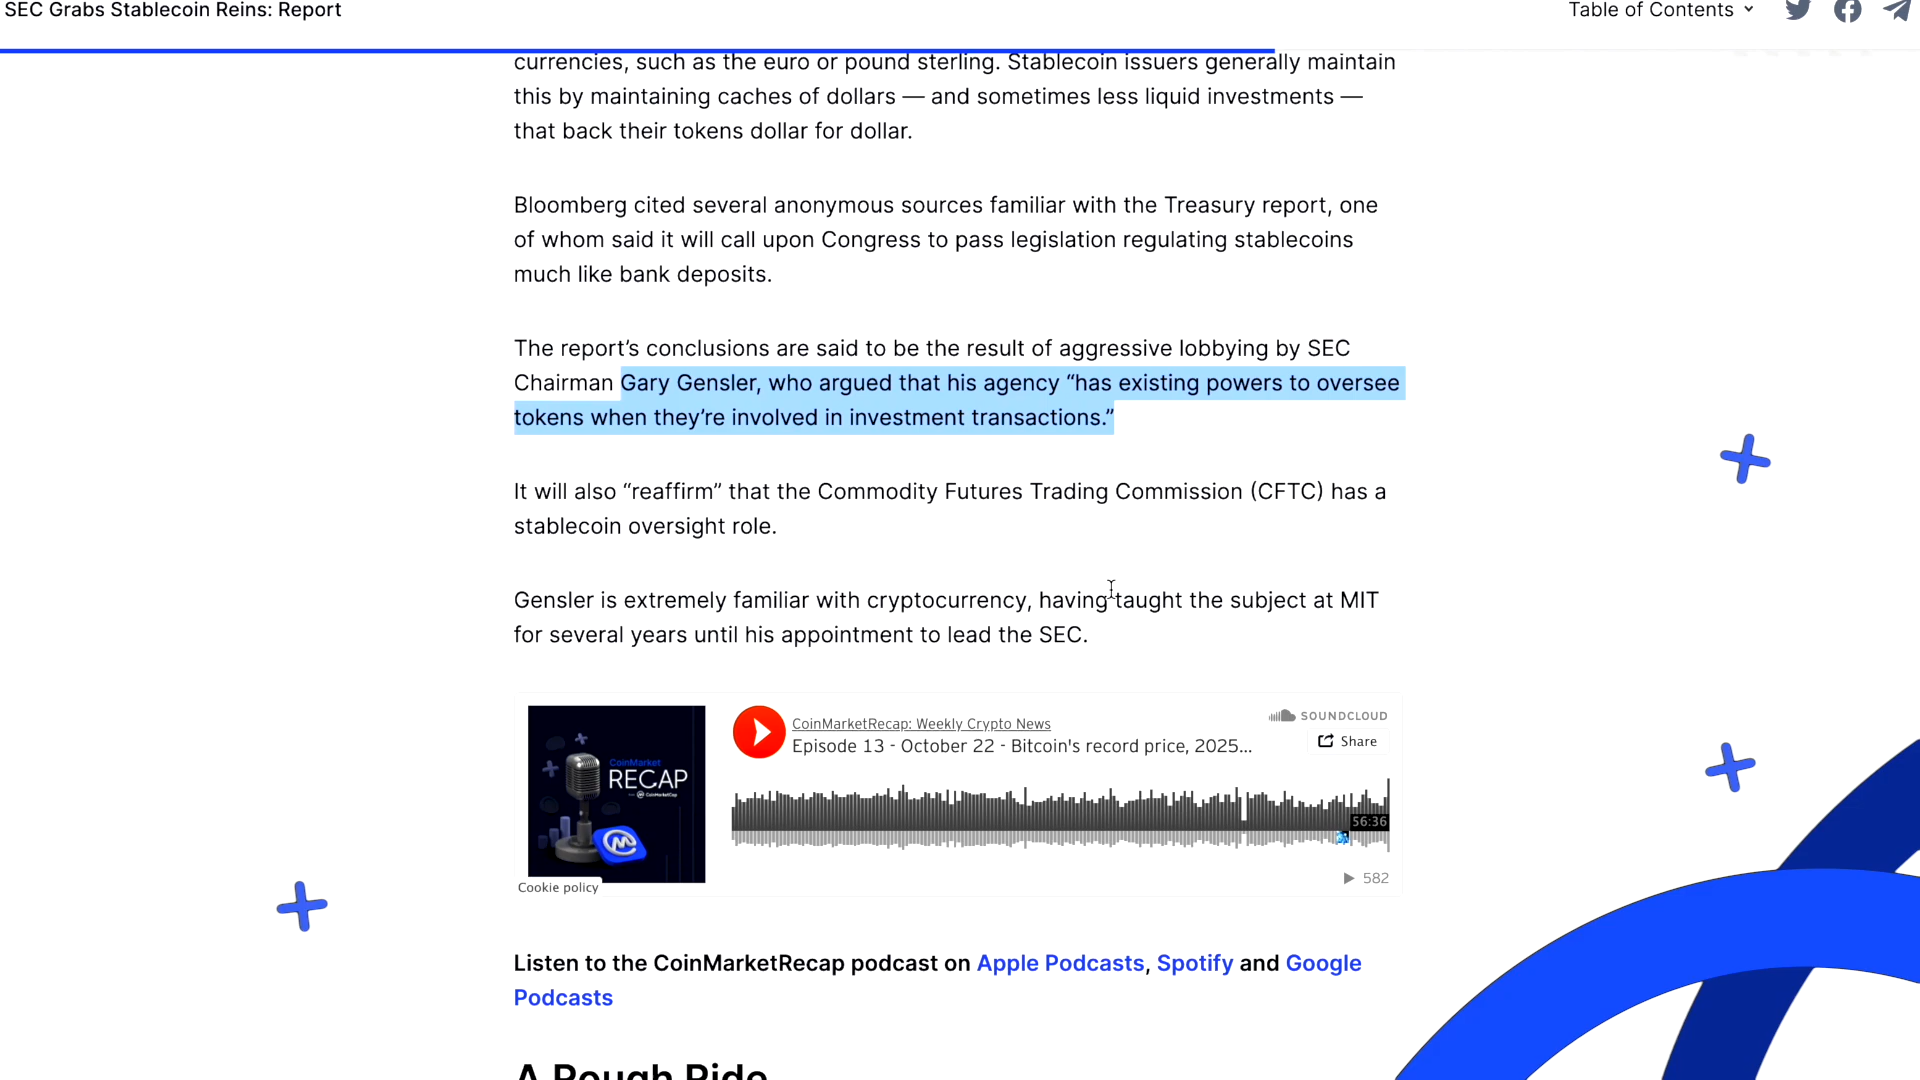 SEC Grabs Stablecoin Reins: Report
Table of Contents
currencies, such as the euro or pound sterling. Stablecoin issuers generally maintain
this by maintaining caches of dollars — and sometimes less liquid investments —
that back their tokens dollar for dollar.
Bloomberg cited several anonymous sources familiar with the Treasury report, one
of whom said it will call upon Congress to pass legislation regulating stablecoins
much like bank deposits.
The report’s conclusions are said to be the result of aggressive lobbying by SEC
Chairman Gary Gensler, who argued that his agency “has existing powers to oversee
tokens when they’re involved in investment transactions.”
It will also “reaffirm” that the Commodity Futures Trading Commission (CFTC) has a
stablecoin oversight role.
Gensler is extremely familiar with cryptocurrency, having taught the subject at MIT
for several years until his appointment to lead the SEC.
CoinMarket
RECAP
CoinMarketCap
CoinMarketRecap: Weekly Crypto News
Episode 13 - October 22 - Bitcoin's record price, 2025...
SOUNDCLOUD
Share
56:36
582
Cookie policy
Listen to the CoinMarketRecap podcast on Apple Podcasts, Spotify and Google
Podcasts
A Rough Ride